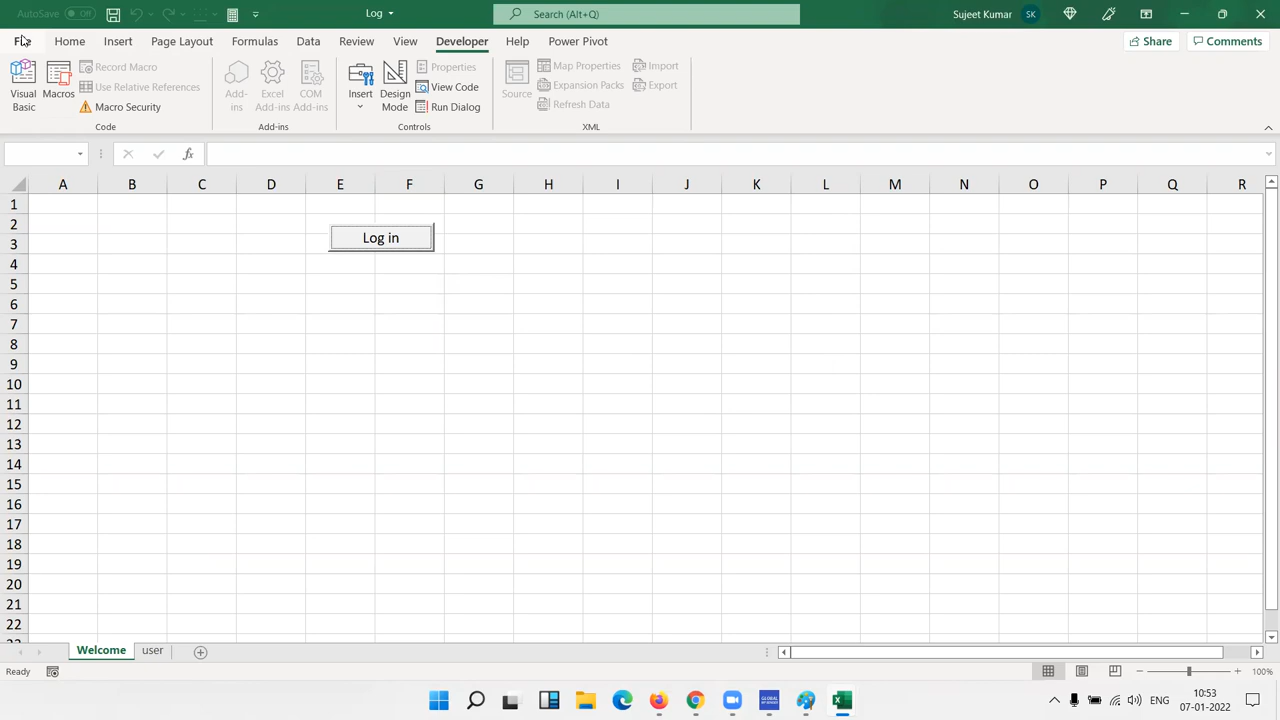 AutoSave Off
Log
Search (Alt+Q)
Sujeet Kumar SK
File Home Insert Page Layout Formulas Data Review View Developer Help Power Pivot Share Comments
Visual Basic
Macros
Record Macro
Use Relative References
Macro Security
Code
Add-ins
Excel Add-ins
COM Add-ins
Add-ins
Insert
Design Mode
Properties
View Code
Run Dialog
Controls
Source
Map Properties
Expansion Packs
Refresh Data
Import
Export
XML
fx
A B C D E F G H I J K L M N O P Q R
1
2
3
Log in
4
5
6
7
8
9
10
11
12
13
14
15
16
17
18
19
20
21
22
Welcome user
Ready
100%
GLOBAL
ENG
10:53
07-01-2022